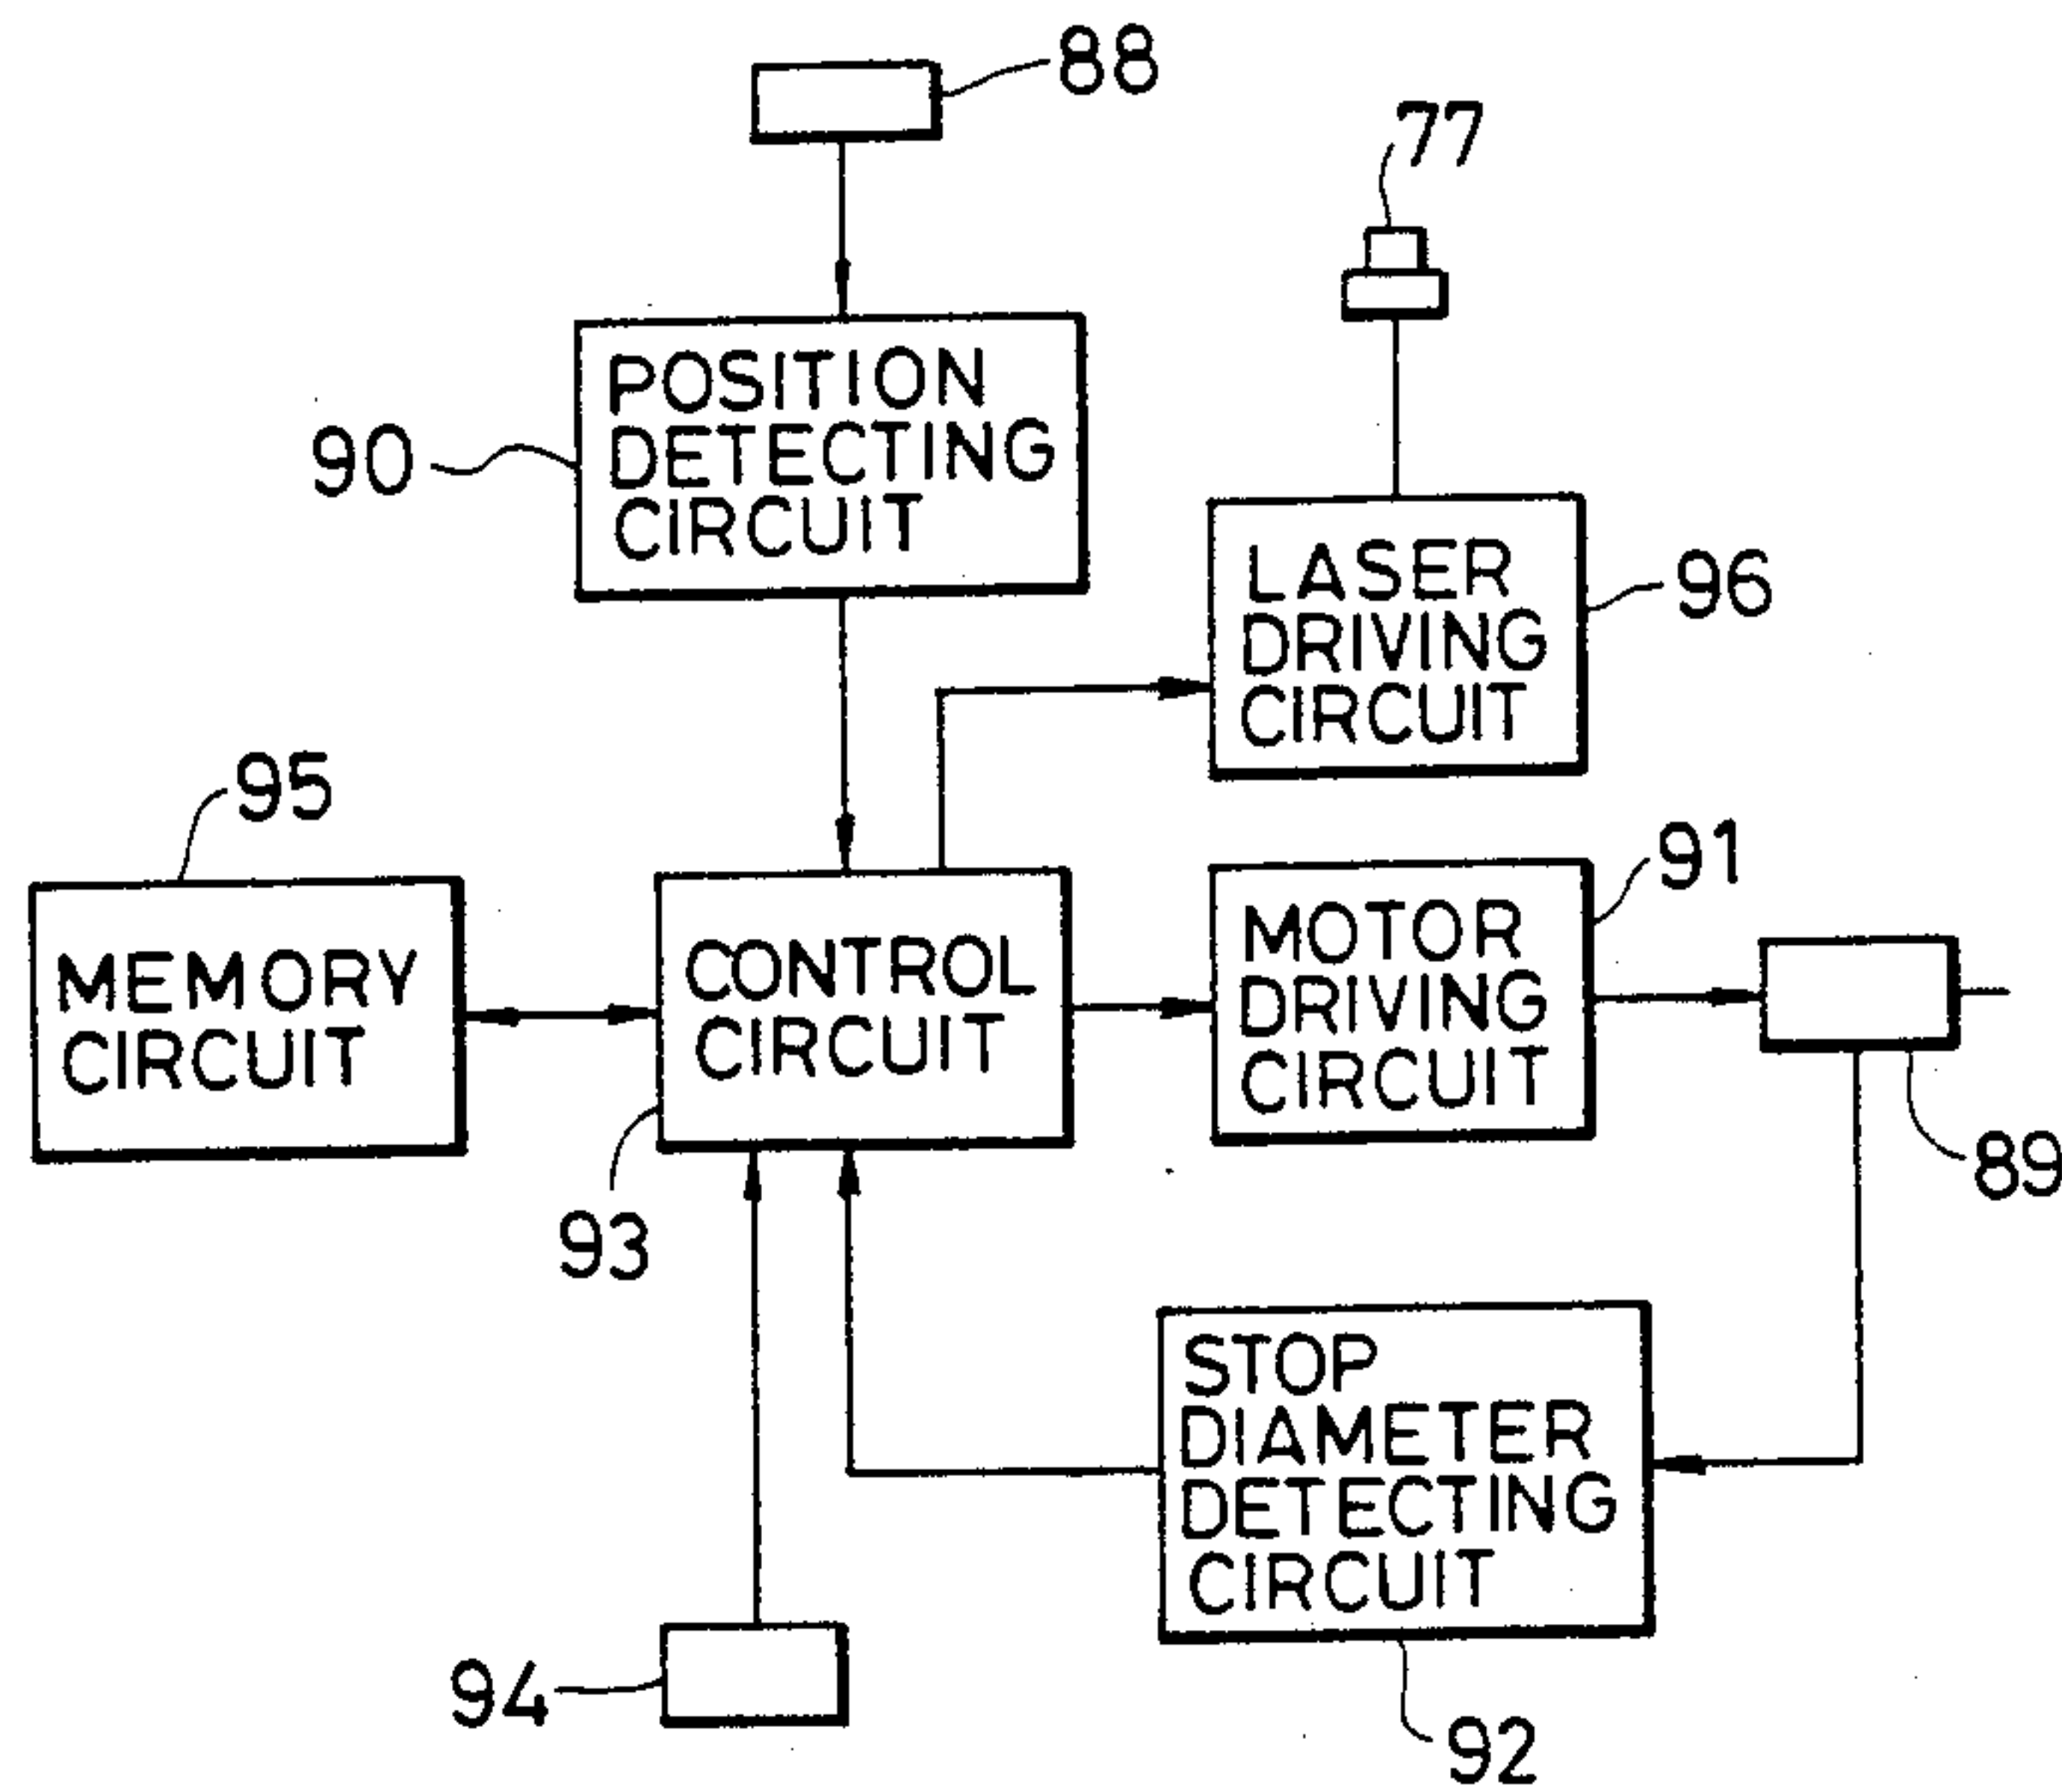 88
77
POSITION
DETECTING
CIRCUIT
90
LASER
DRIVING
CIRCUIT
96
95
MEMORY
CIRCUIT
CONTROL
CIRCUIT
93
MOTOR
DRIVING
CIRCUIT
91
89
STOP
DIAMETER
DETECTING
CIRCUIT
94
92